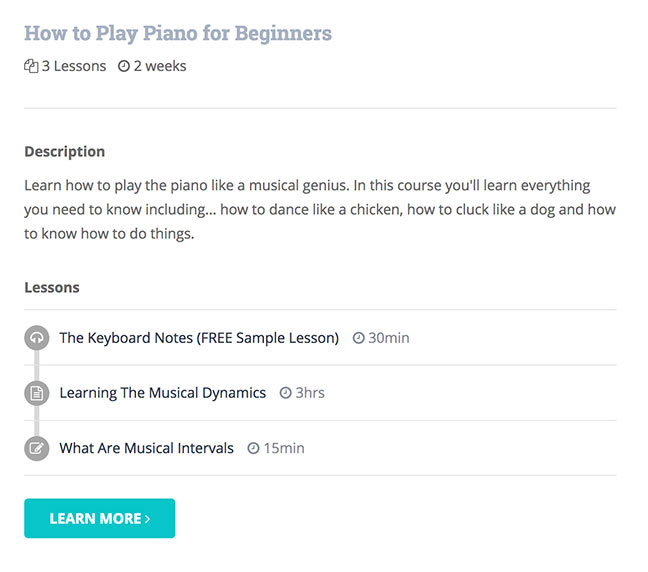 How to Play Piano for Beginners
3 Lessons 2 weeks
Description
Learn how to play the piano like a musical genius. In this course you'll learn everything
you need to know including... how to dance like a chicken, how to cluck like a dog and how
to know how to do things.
Lessons
The Keyboard Notes (FREE Sample Lesson) 30min
Learning The Musical Dynamics 3hrs
What Are Musical Intervals 15min
LEARN MORE